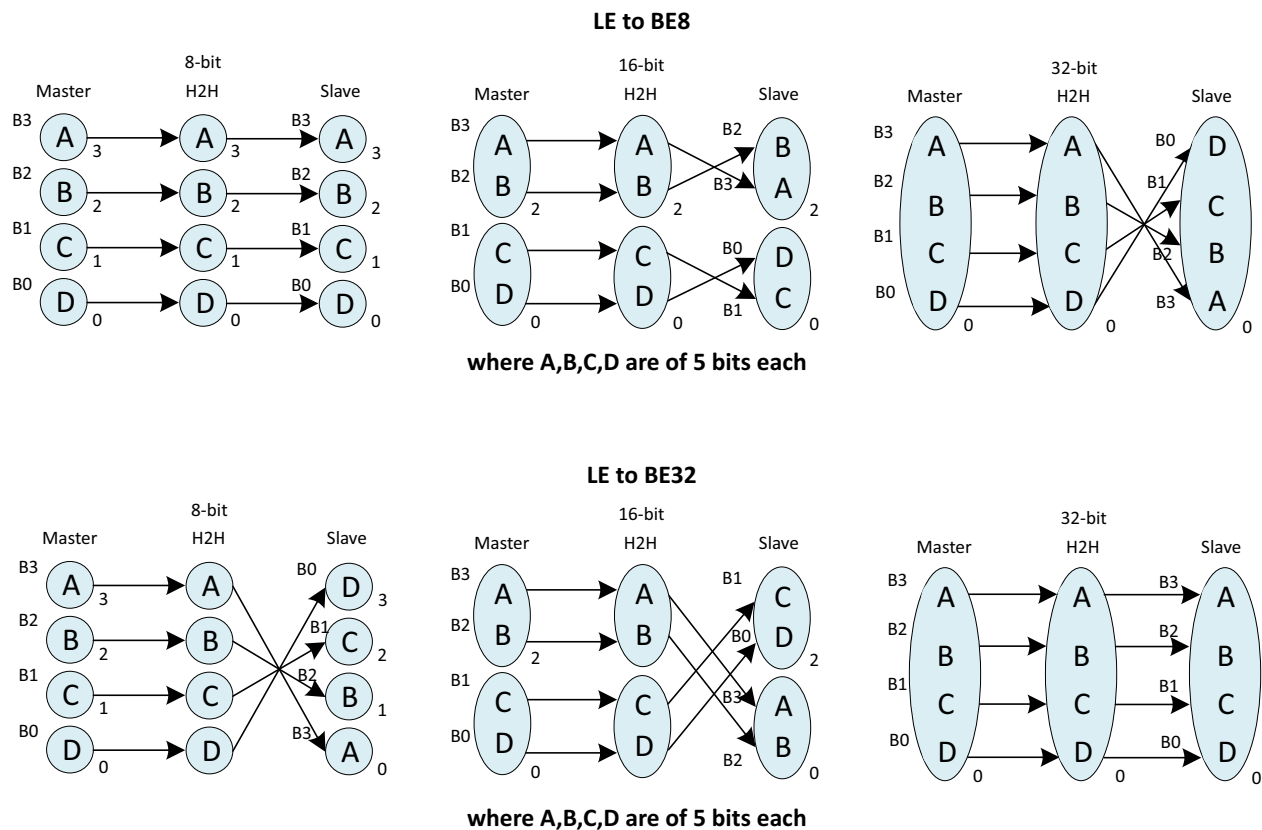 LE to BE8
8-bit
Master H2H Slave
B3 A 3 A 3 B3 A 3
B2 B 2 B 2 B2 B 2
B1 C 1 C 1 B1 C 1
B0 D 0 D 0 B0 D 0
16-bit
Master H2H Slave
B3 A A B2 B
B2 B 2 B 2 B3 A 2
B1 C C B0 D
B0 D 0 D 0 B1 C 0
32-bit
Master H2H Slave
B3 A A B0 D
B2 B B B1 C
B1 C C B2 B
B0 D 0 D 0 B3 A 0
where A,B,C,D are of 5 bits each
LE to BE32
8-bit
Master H2H Slave
B3 A 3 A B0 D 3
B2 B 2 B B1 C 2
B1 C 1 C B2 B 1
B0 D 0 D B3 A 0
16-bit
Master H2H Slave
B3 A A B1 C
B2 B 2 B B0 D 2
B1 C C B3 A
B0 D 0 D B2 B 0
32-bit
Master H2H Slave
B3 A A B3 A
B2 B B B2 B
B1 C C B1 C
B0 D 0 D 0 B0 D 0
where A,B,C,D are of 5 bits each